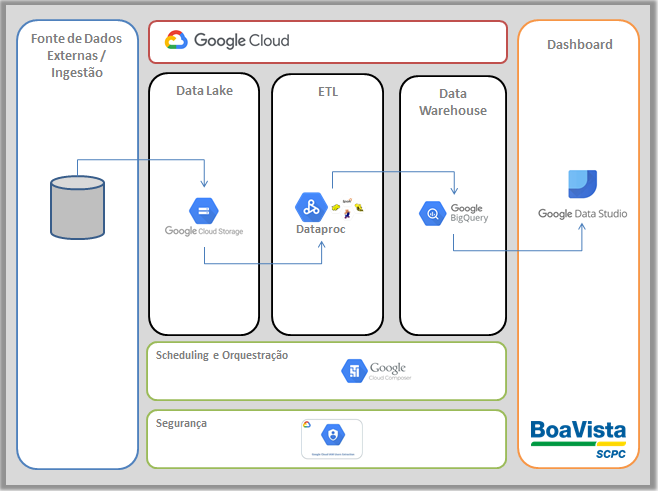 Fonte de Dados
Externas /
Ingestão
Google Cloud
Dashboard
Data Lake
ETL
Data
Warehouse
Google Cloud Storage
Dataproc
Google
BigQuery
Google Data Studio
Scheduling e Orquestração
Google
Cloud Composer
Segurança
BoaVista
SCPC